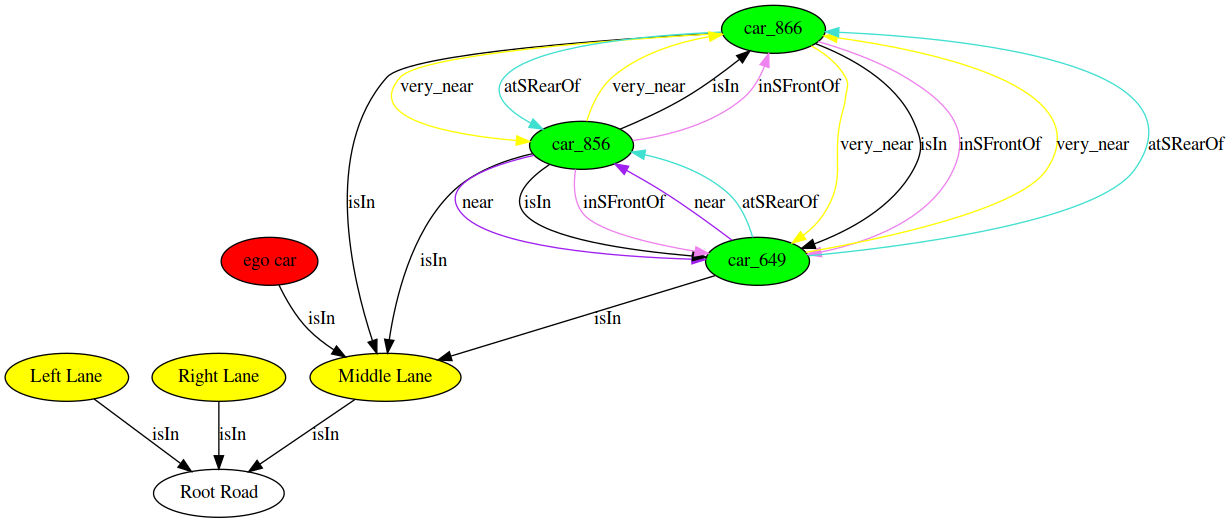 car_866
very_near
atSRearOf
very_near
isIn
inSFrontOf
car_856
very_near
isIn
inSFrontOf
very_near
atSRearOf
isIn
near
isIn
inSFrontOf
near
atSRearOf
ego car
isIn
car_649
isIn
isIn
Left Lane
Right Lane
Middle Lane
isIn
isIn
isIn
Root Road